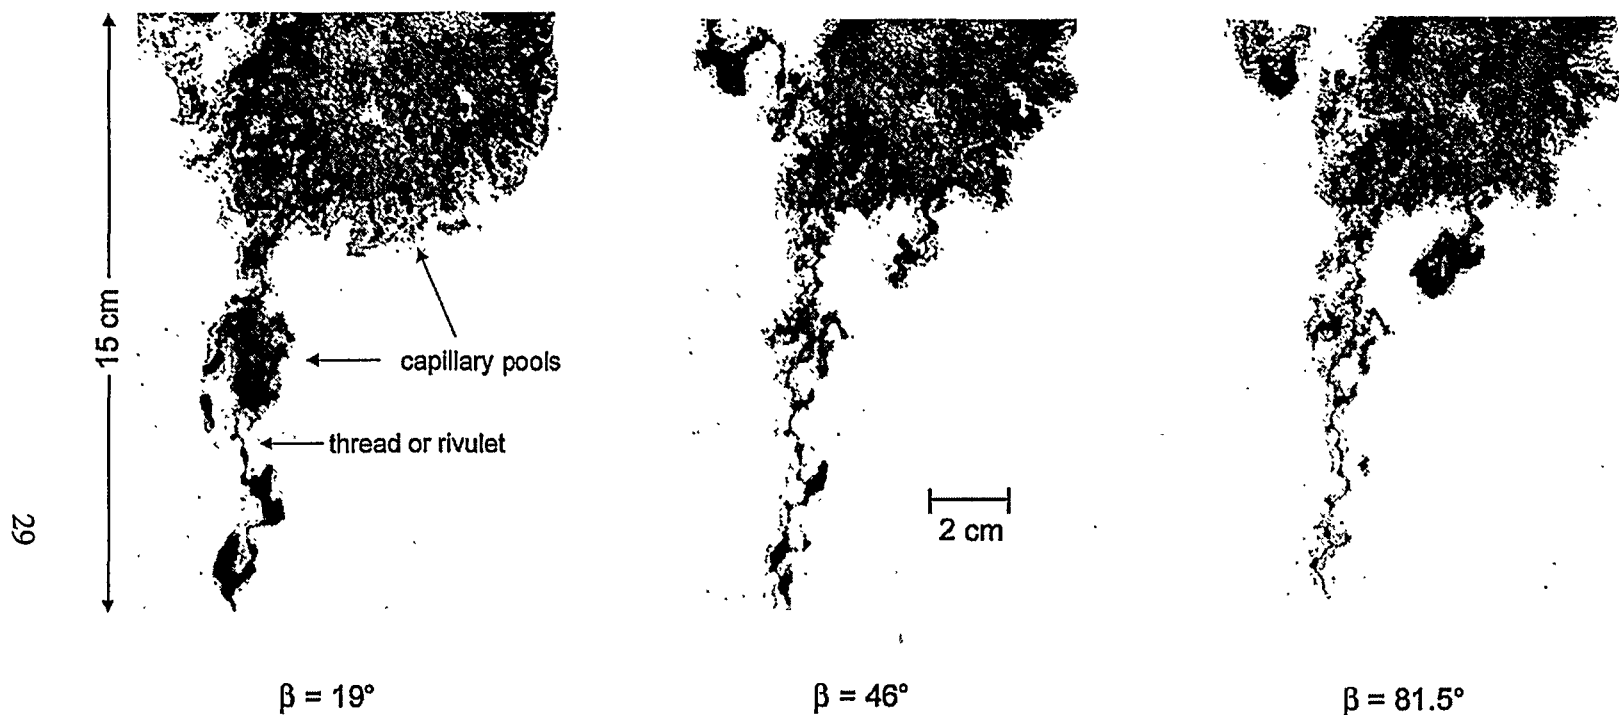 15 cm
capillary pools
thread or rivulet
2 cm
29
β = 19°
β = 46°
β = 81.5°